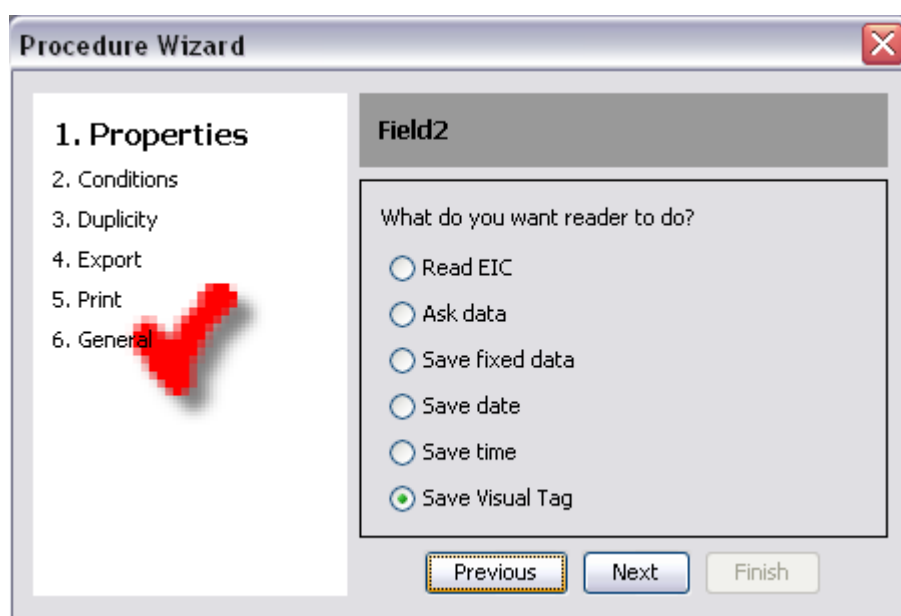 Procedure Wizard
1. Properties
2. Conditions
3. Duplicity
4. Export
5. Print
6. General
Field2
What do you want reader to do?
Read EIC
Ask data
Save fixed data
Save date
Save time
Save Visual Tag
Previous Next Finish